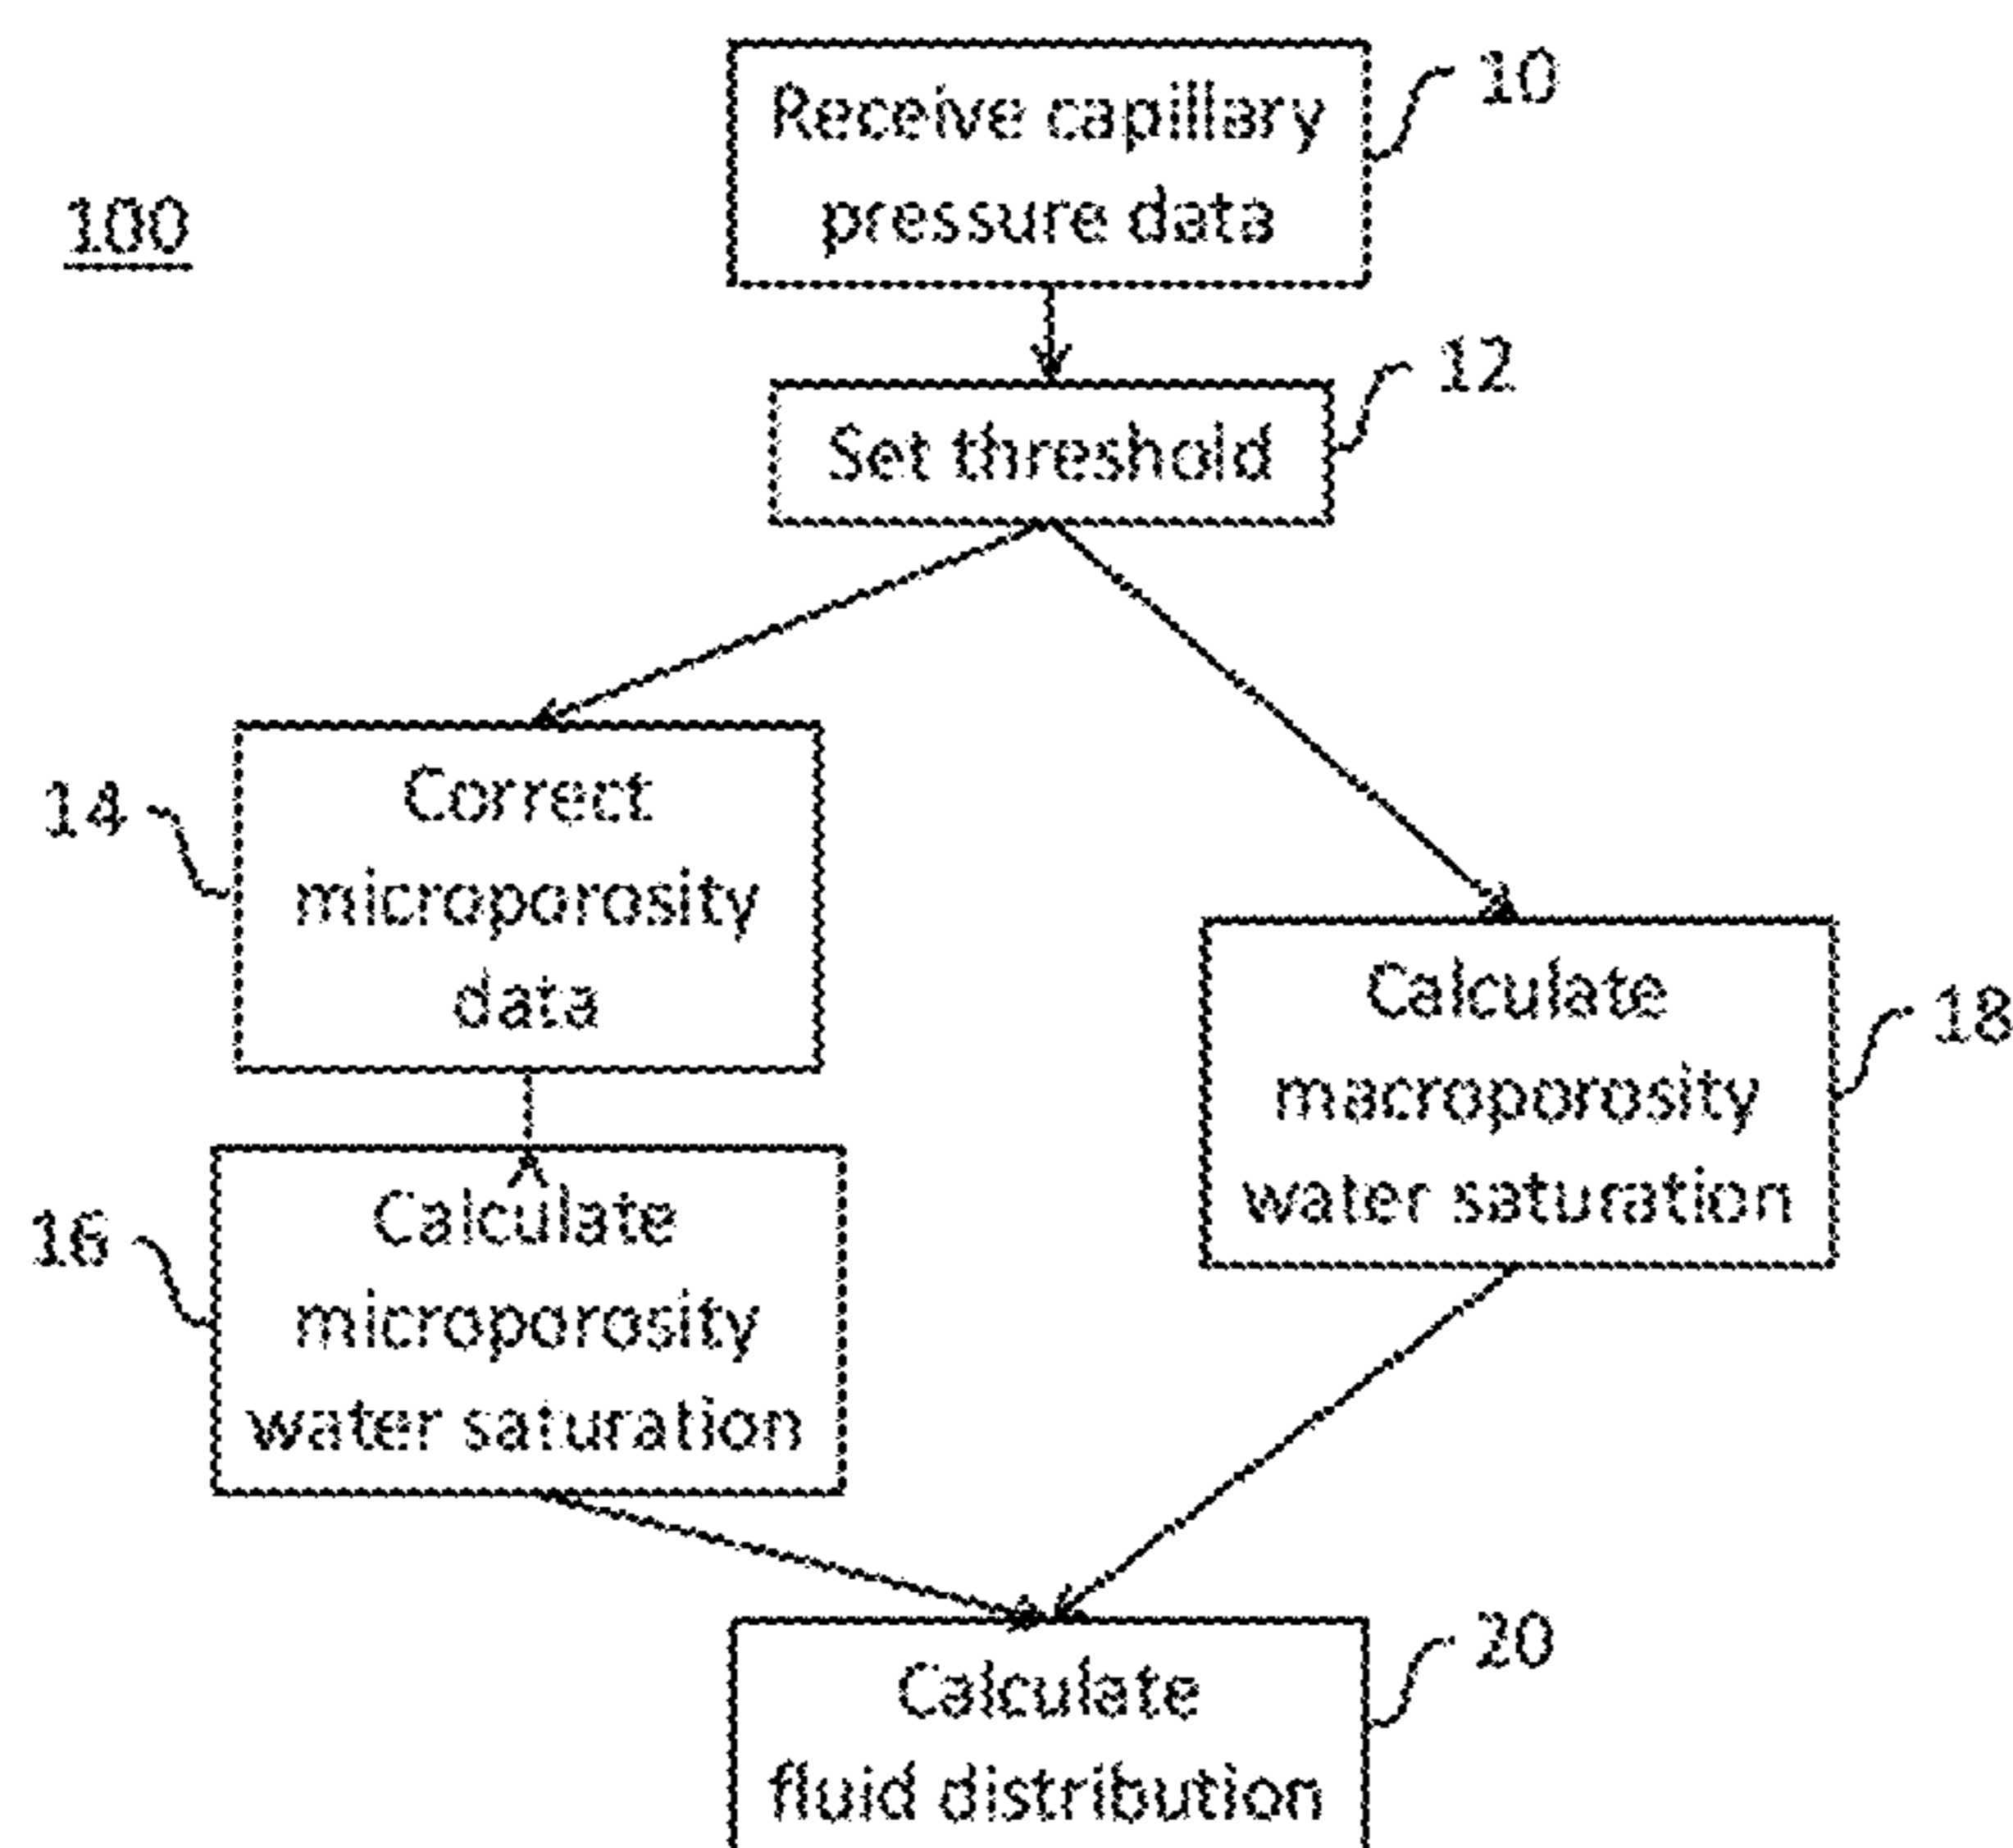 100
Receive capillary
pressure data
10
Set threshold
12
14
Correct
microporosity
data
16
Calculate
microporosity
water saturation
Calculate
macroporosity
water saturation
18
Calculate
fluid distribution
20